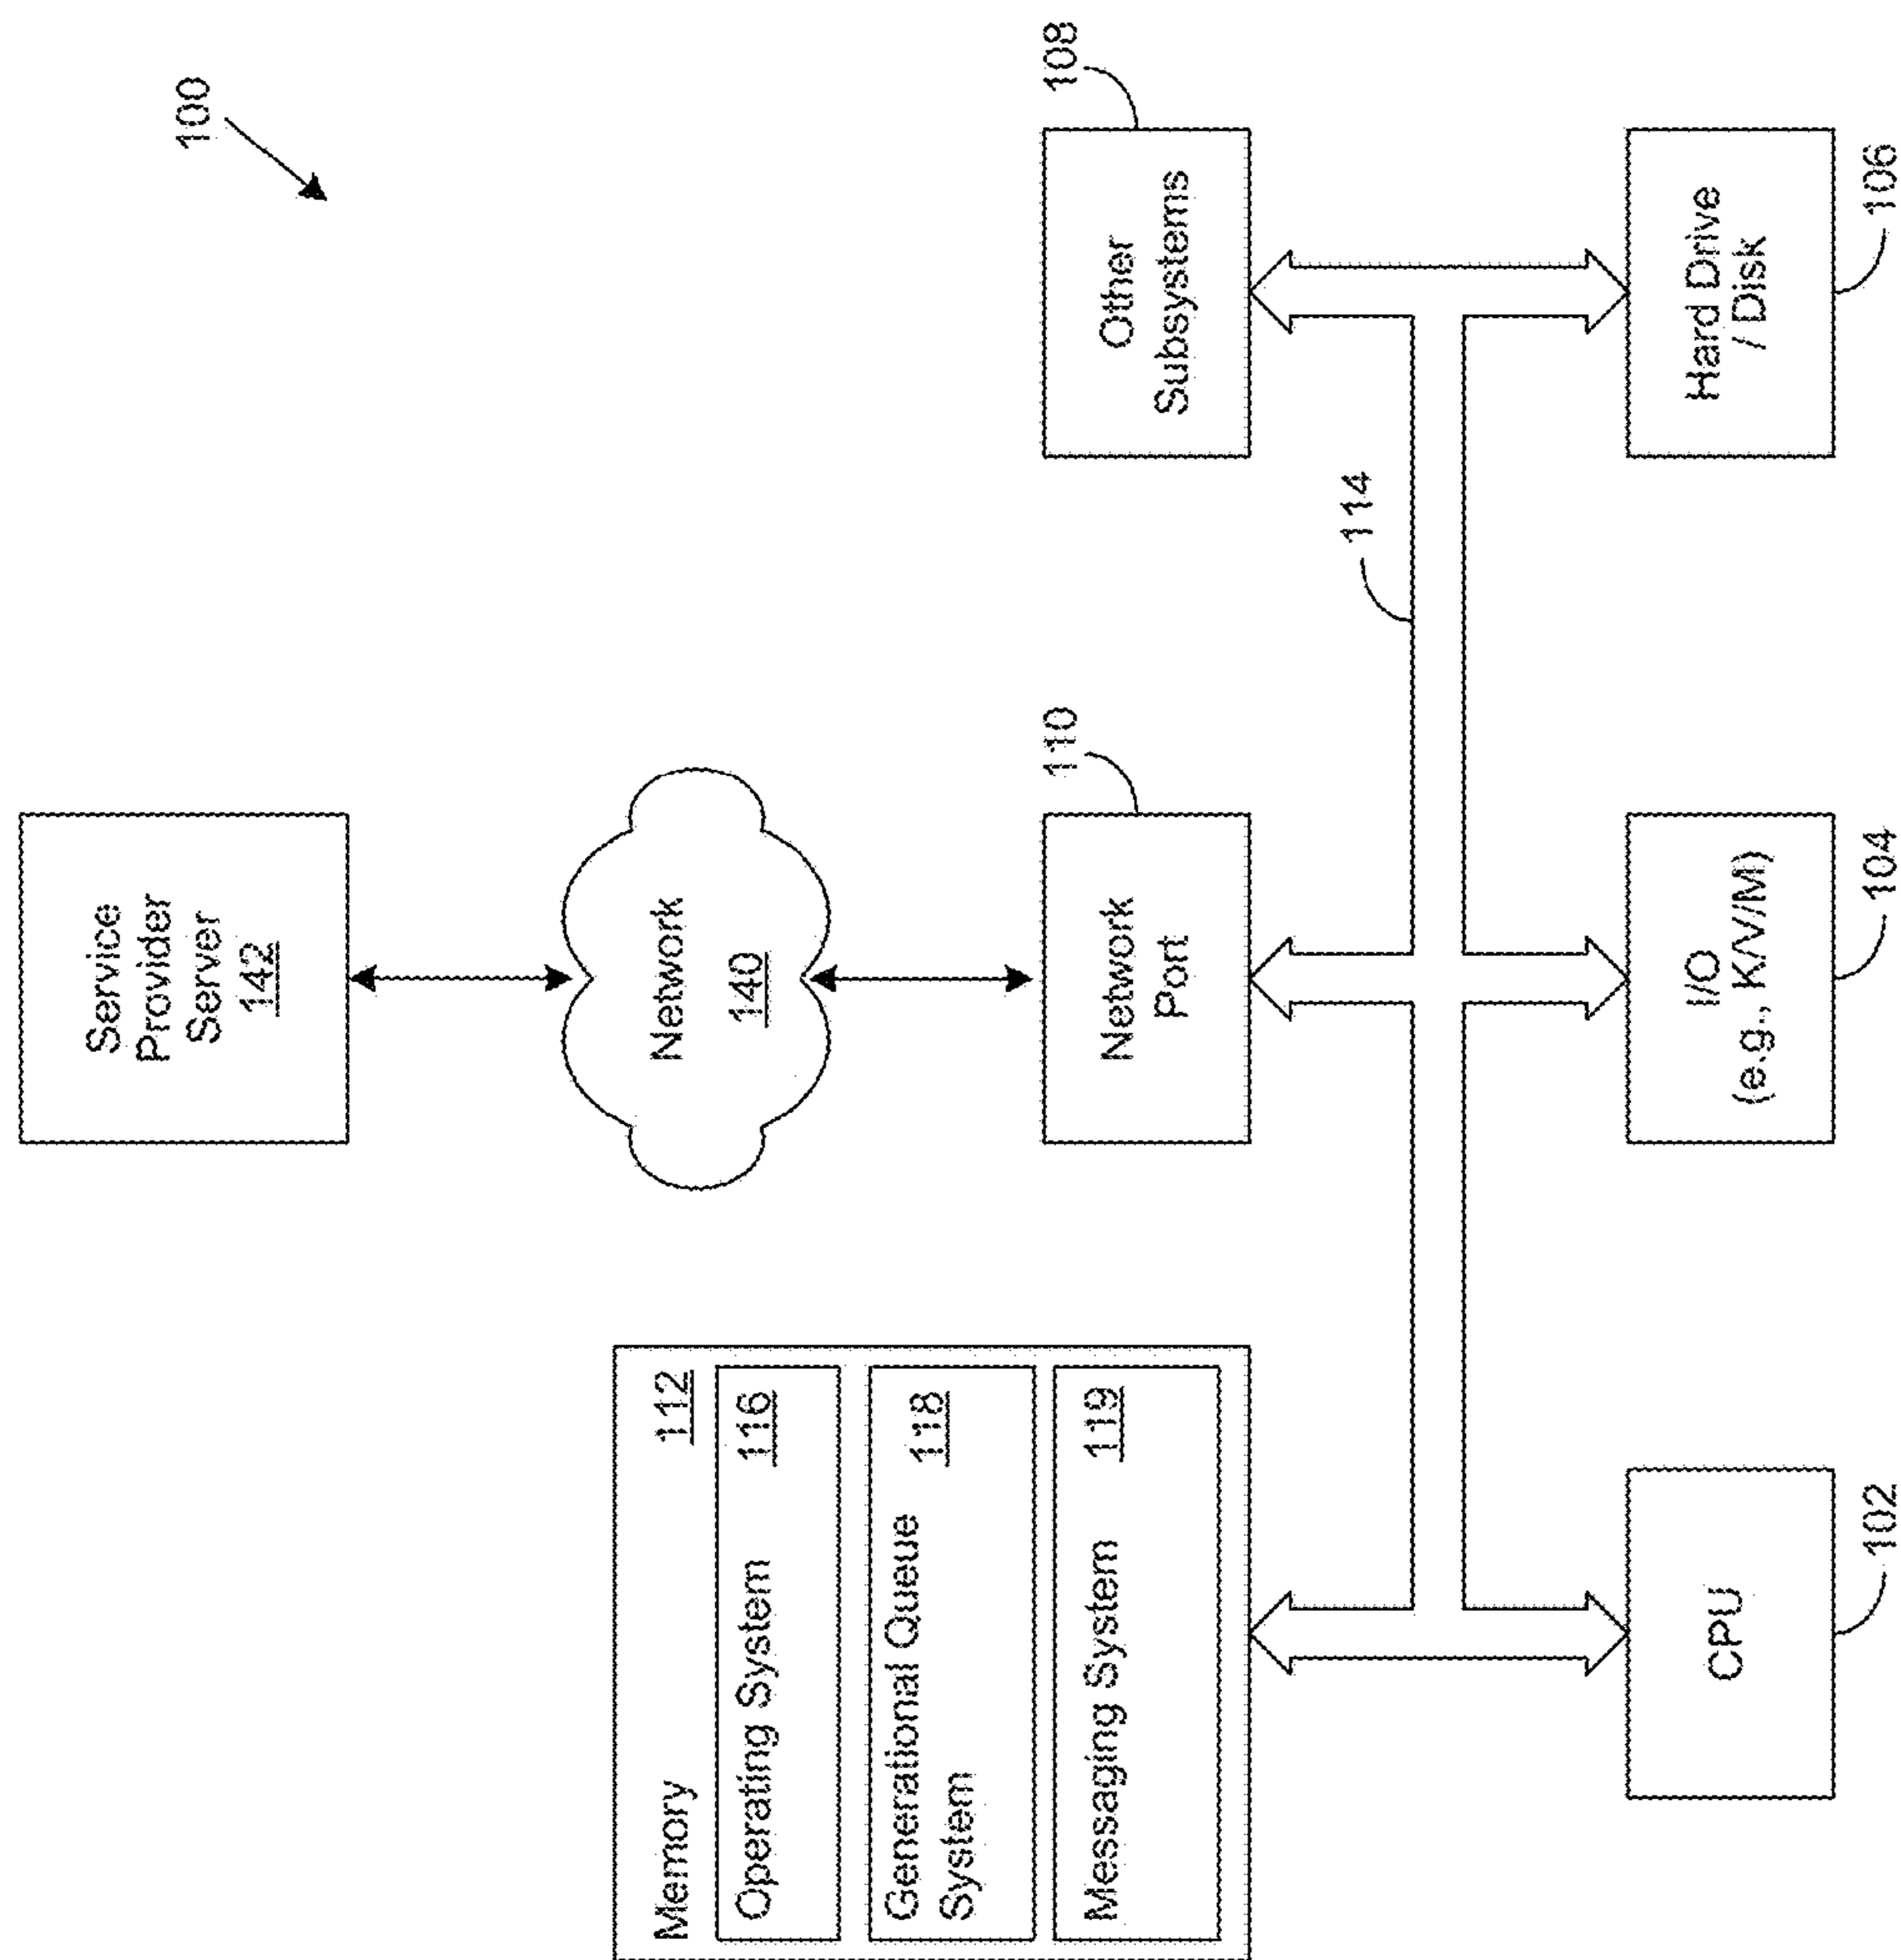 100
Service
Provider
Server
142
Network
140
Memory 112
Operating System 116
Generational Queue 118
System
Messaging System 119
Network
Port
110
Other
Subsystems
108
114
CPU
102
I/O
(e.g., K/V/M)
104
Hard Drive
/ Disk
106